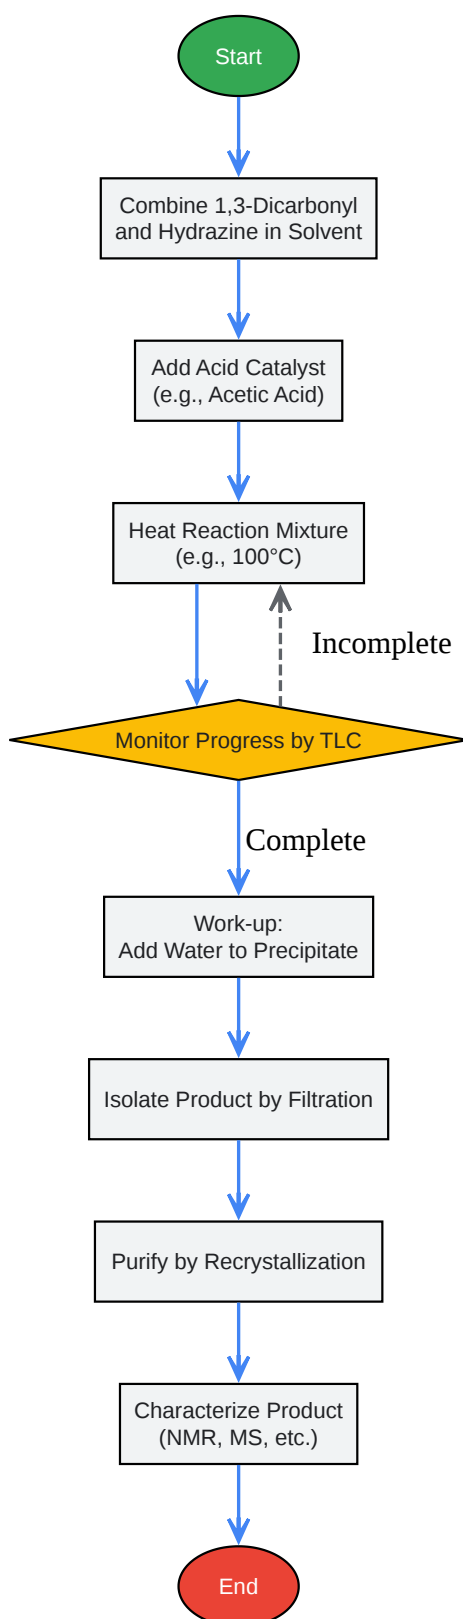 Start
Combine 1,3-Dicarbonyl
and Hydrazine in Solvent
Add Acid Catalyst
(e.g., Acetic Acid)
Heat Reaction Mixture
(e.g., 100°C)
Incomplete
Monitor Progress by TLC
Complete
Work-up:
Add Water to Precipitate
Isolate Product by Filtration
Purify by Recrystallization
Characterize Product
(NMR, MS, etc.)
End